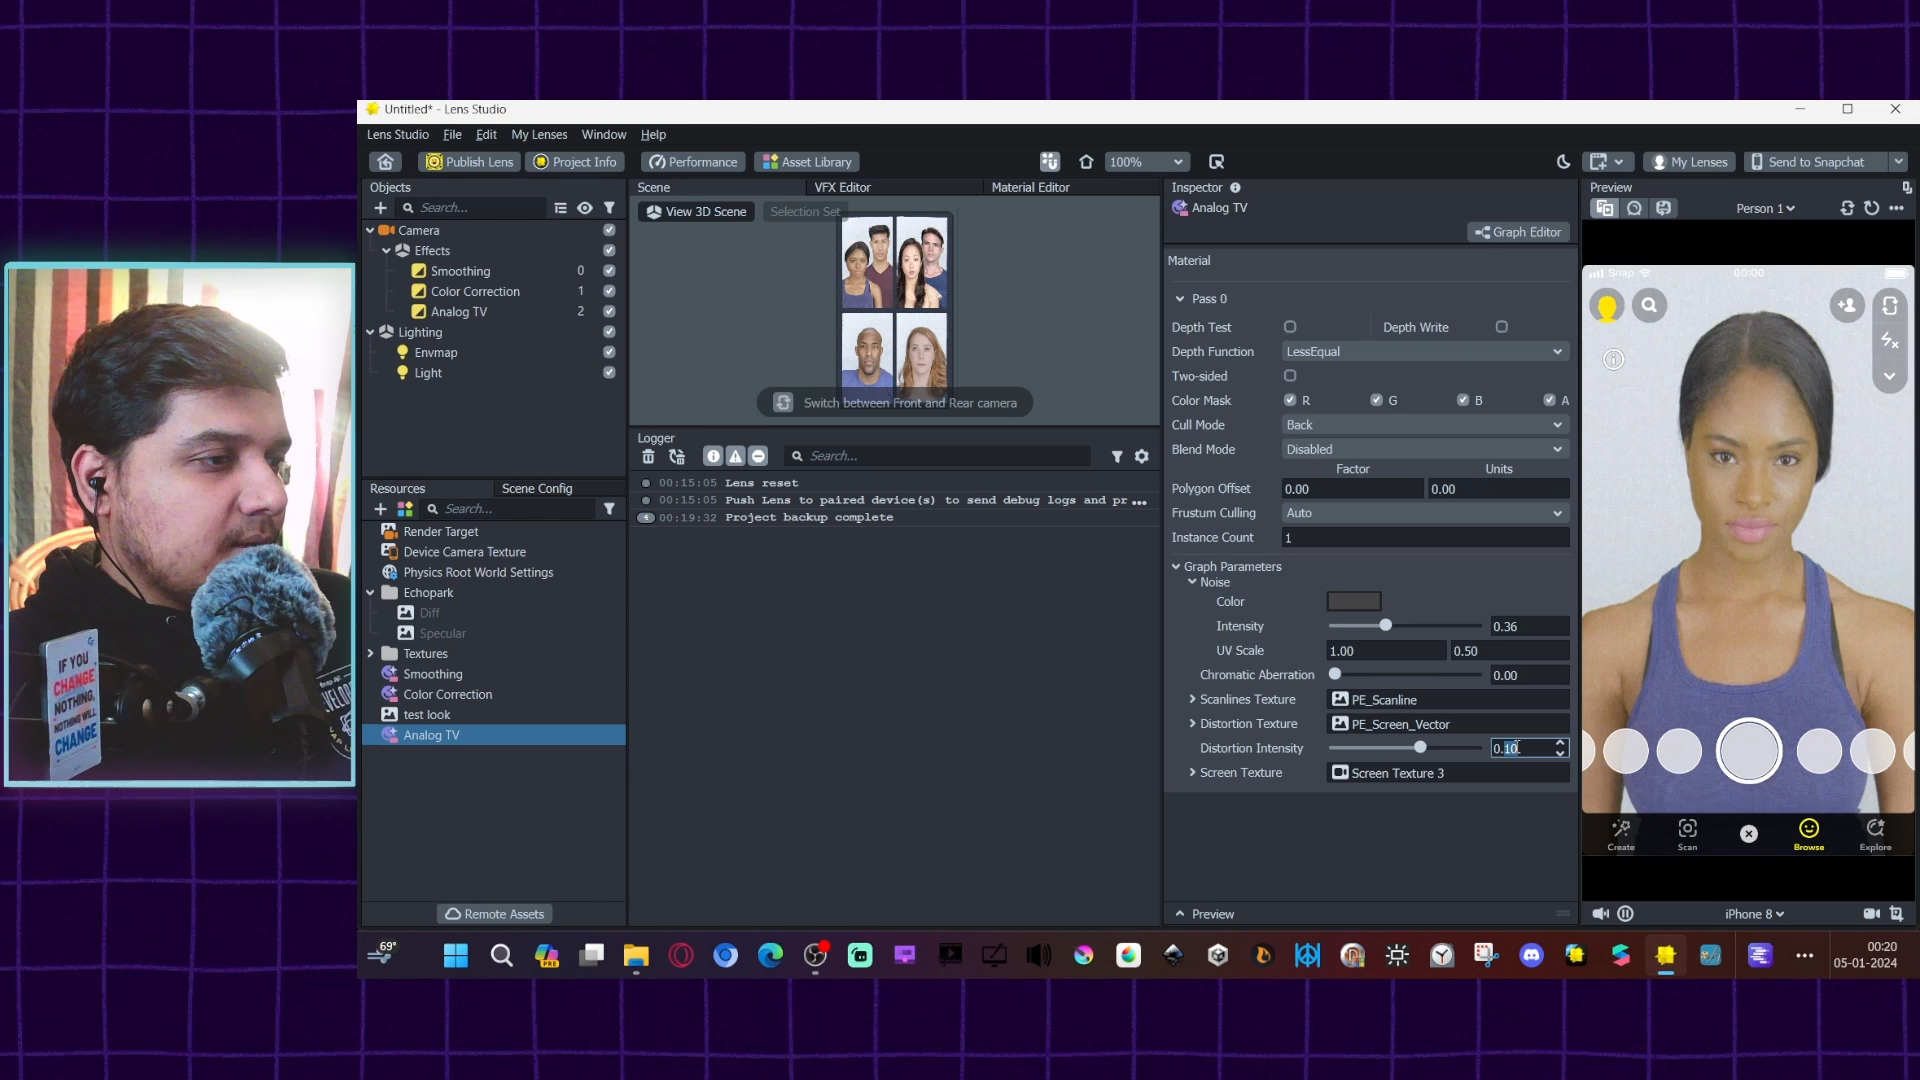 Untitled* - Lens Studio
Lens Studio File Edit My Lenses Window Help
Publish Lens Project Info Performance Asset Library 100% My Lenses Send to Snapchat
Objects
Search...
Camera
Effects
Smoothing 0
Color Correction 1
Analog TV 2
Lighting
Envmap
Light
Resources Scene Config
Search...
Render Target
Device Camera Texture
Physics Root World Settings
Echopark
Diff
Specular
Textures
Smoothing
Color Correction
test look
Analog TV
Remote Assets
Scene VFX Editor Material Editor
View 3D Scene Selection Set
Switch between Front and Rear camera
Logger
Search...
00:15:05 Lens reset
00:15:05 Push Lens to paired device(s) to send debug logs and pr ...
4 00:19:32 Project backup complete
Inspector
Analog TV
Graph Editor
Material
Pass 0
Depth Test Depth Write
Depth Function LessEqual
Two-sided
Color Mask R G B A
Cull Mode Back
Blend Mode Disabled
Factor Units
Polygon Offset 0.00 0.00
Frustum Culling Auto
Instance Count 1
Graph Parameters
Noise
Color
Intensity 0.36
UV Scale 1.00 0.50
Chromatic Aberration 0.00
Scanlines Texture PE_Scanline
Distortion Texture PE_Screen_Vector
Distortion Intensity 0.10
Screen Texture Screen Texture 3
Preview
Preview
Person 1
Snap 00:00
Create Scan Browse Explore
iPhone 8
IF YOU
CHANGE
NOTHING,
NOTHING WILL
CHANGE
69°
PRE
00:20
05-01-2024